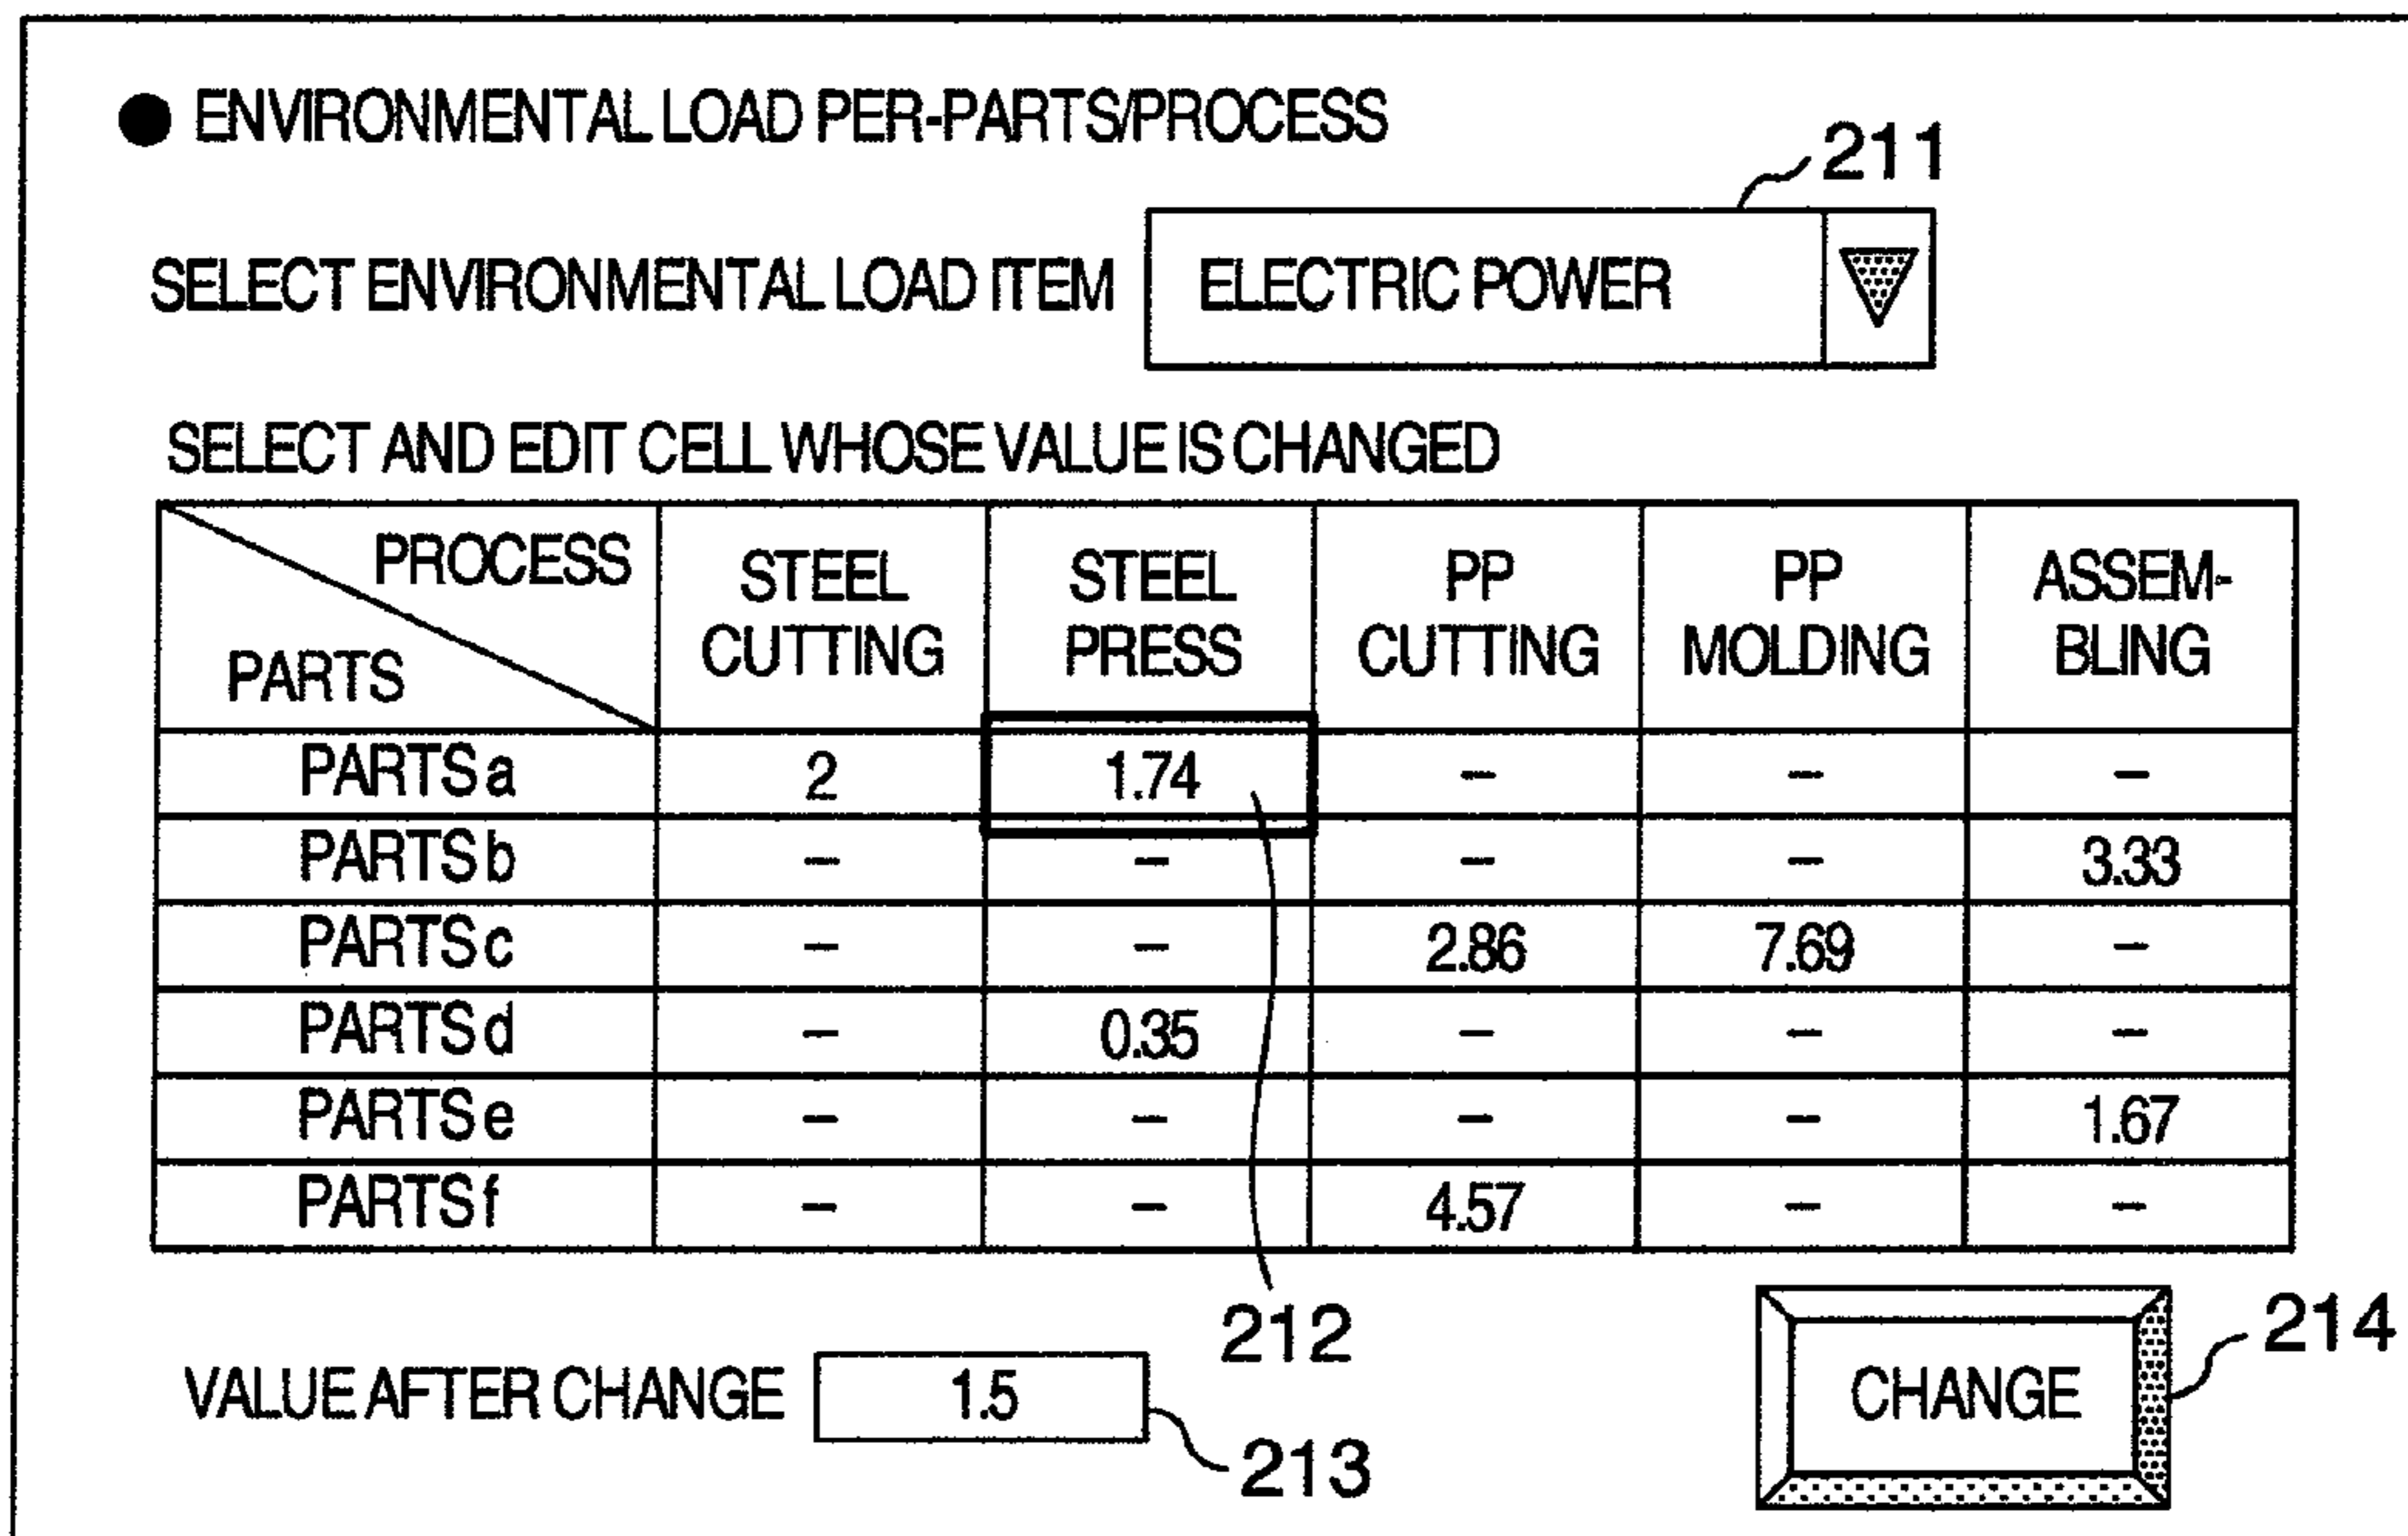 ● ENVIRONMENTAL LOAD PER-PARTS/PROCESS
211
SELECT ENVIRONMENTAL LOAD ITEM ELECTRIC POWER
SELECT AND EDIT CELL WHOSE VALUE IS CHANGED
PROCESS
PARTS
STEEL CUTTING
STEEL PRESS
PP CUTTING
PP MOLDING
ASSEM-
BLING
PARTS a 2 1.74 – – –
PARTS b – – – – 3.33
PARTS c – – 2.86 7.69 –
PARTS d – 0.35 – – –
PARTS e – – – – 1.67
PARTS f – – 4.57 – –
212
VALUE AFTER CHANGE 1.5
213
CHANGE
214